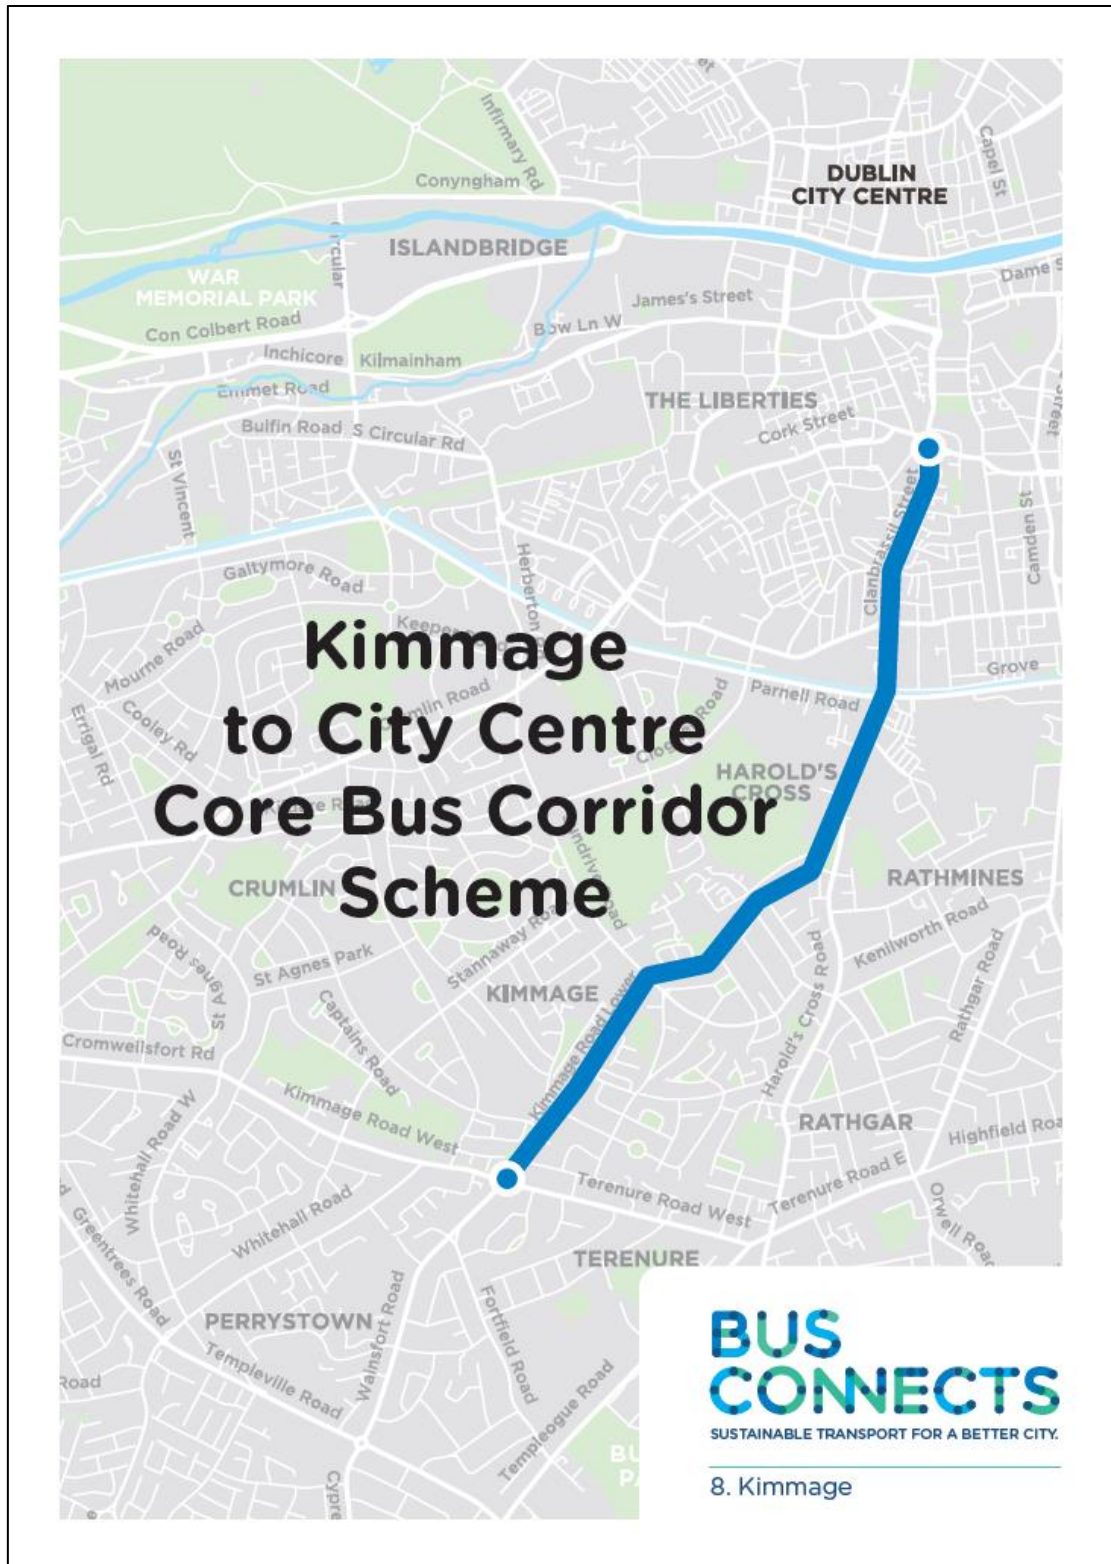 Infirmary Rd
Capel St
DUBLIN
CITY CENTRE
Conyngham
ISLANDBRIDGE
WAR
MEMORIAL PARK
Dame
James's Street
Con Colbert Road
Bow Ln W
Inchicore
Kilmainham
Emmet Road
THE LIBERTIES
Cork Street
Bulfin Road
S Circular Rd
St Vincent
Clanbrassil Street
Camden St
Galtymore Road
Herberton
Kimmage
to City Centre
Core Bus Corridor
Scheme
Mourne Road
Grove
Parnell Road
Cooley Rd
Errigal Rd
HAROLD'S
CROSS
CRUMLIN
RATHMINES
Kenilworth Road
St Agnes Road
St Agnes Park
Stannaway Road
KIMMAGE
Captains Road
Kimmage Road Lower
Harold's Cross Road
Rathgar Road
Cromwellsfort Rd
Kimmage Road West
RATHGAR
Highfield Roa
Whitehall Road W
Terenure Road West
Terenure Road E
Orwell Road
Whitehall Road
Greentrees Road
TERENURE
PERRYSTOWN
Wainsfort Road
Fortfield Road
Templeville Road
Road
Templeogue Road
Cypre
BUS
CONNECTS
SUSTAINABLE TRANSPORT FOR A BETTER CITY.
8. Kimmage